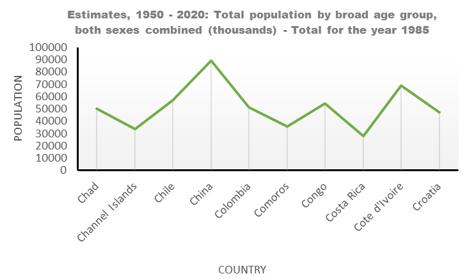 Estimates, 1950 - 2020: Total population by broad age group,
both sexes combined (thousands) - Total for the year 1985
100000
90000
80000
70000
60000
50000
40000
30000
20000
10000
0
POPULATION
Chad
Channel Islands
Chile
China
Colombia
Comoros
Congo
Costa Rica
Cote d'Ivoire
Croatia
COUNTRY